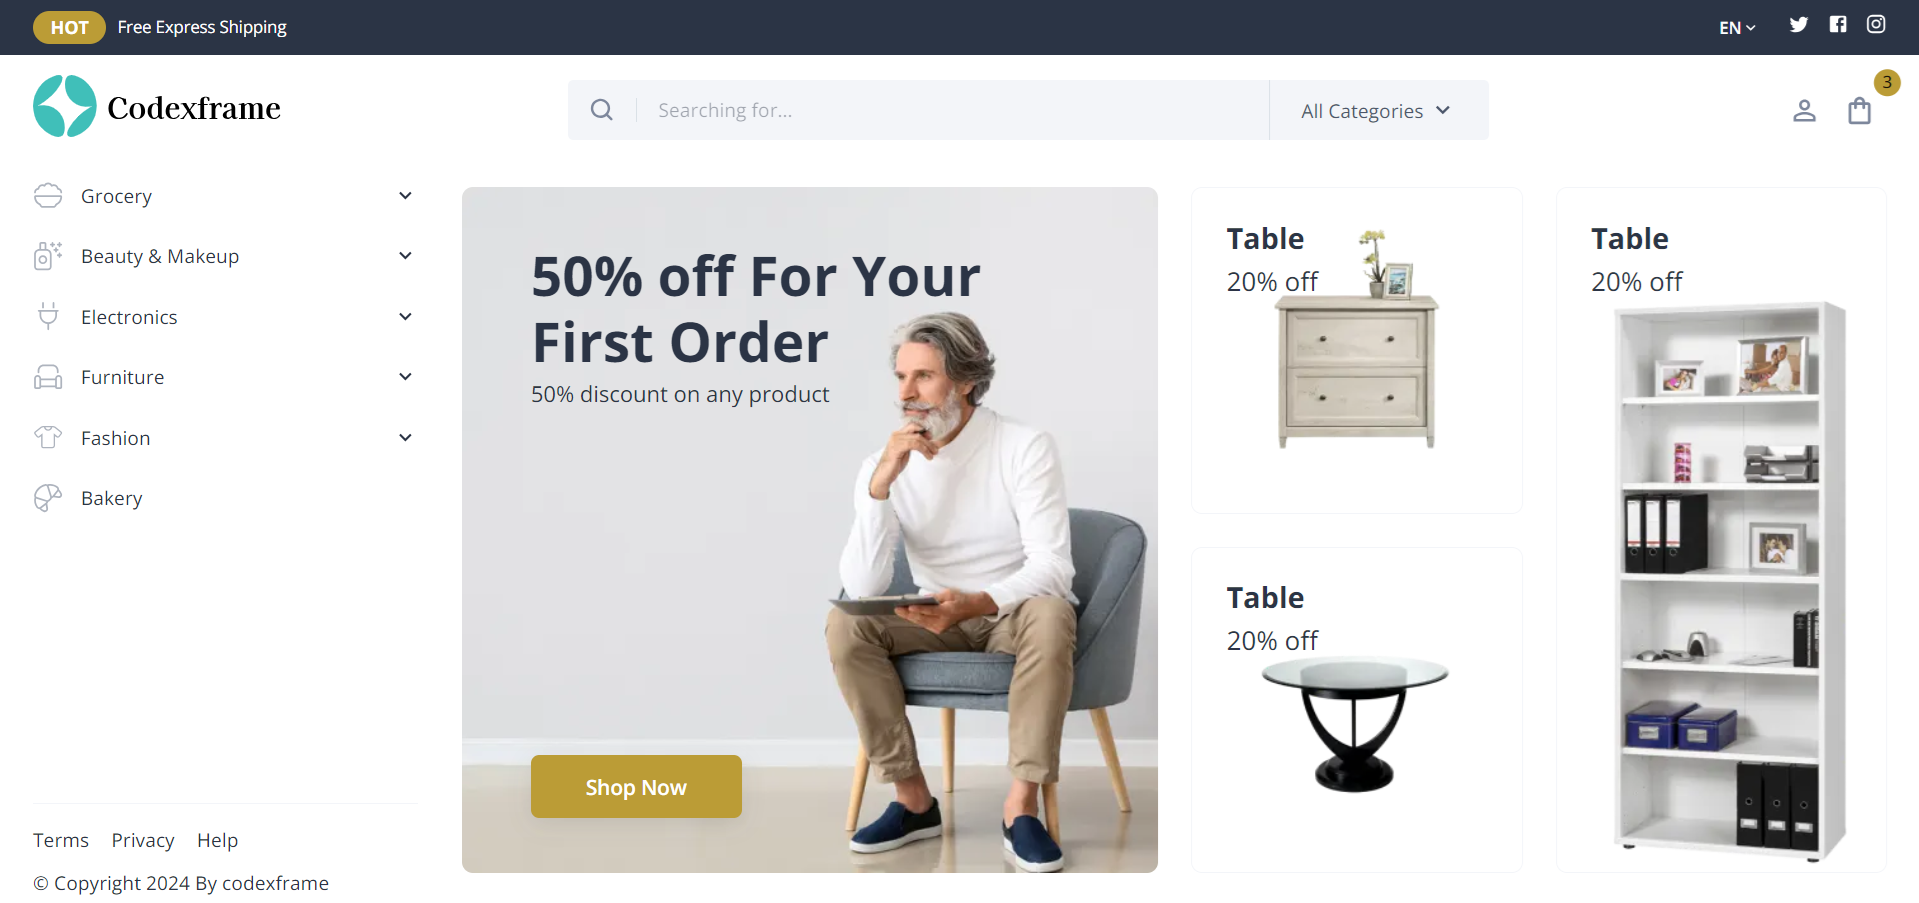 HOT Free Express Shipping
EN
Codexframe
Searching for...
All Categories
3
Grocery
Beauty & Makeup
Electronics
Furniture
Fashion
Bakery
Terms Privacy Help
© Copyright 2024 By codexframe
50% off For Your
First Order
50% discount on any product
Shop Now
Table
20% off
Table
20% off
Table
20% off